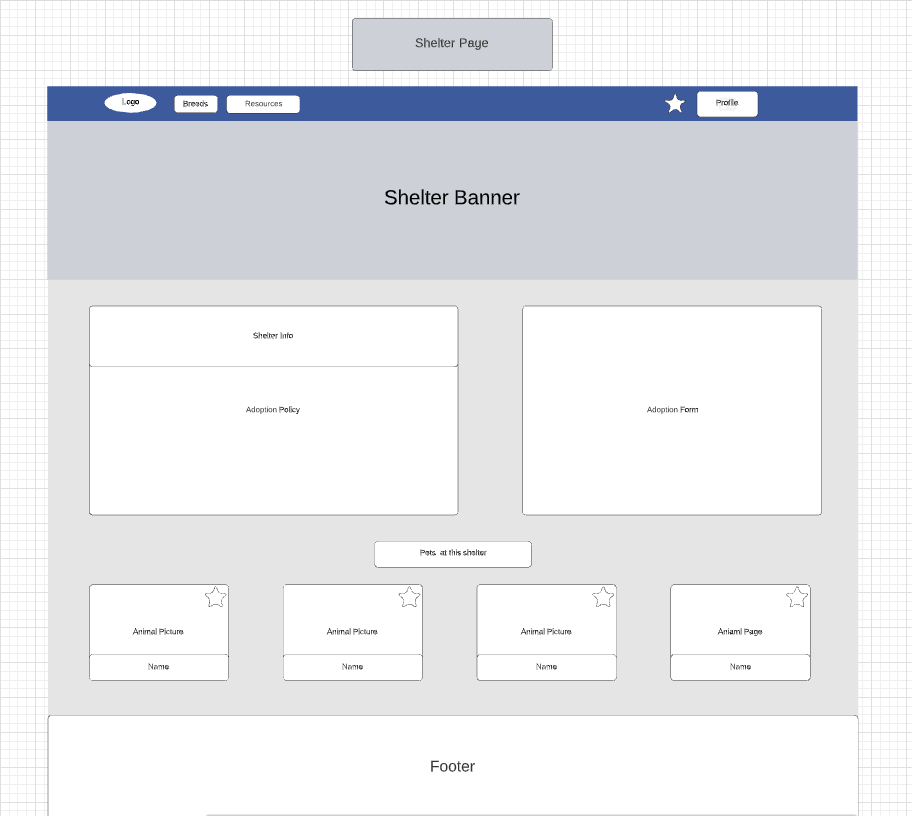 Shelter Page
Logo
Breeds
Resources
Profile
Shelter Banner
Shelter Info
Adoption Policy
Adoption Form
Pets at this shelter
Animal Picture
Animal Picture
Animal Picture
Aniaml Page
Name
Name
Name
Name
Footer